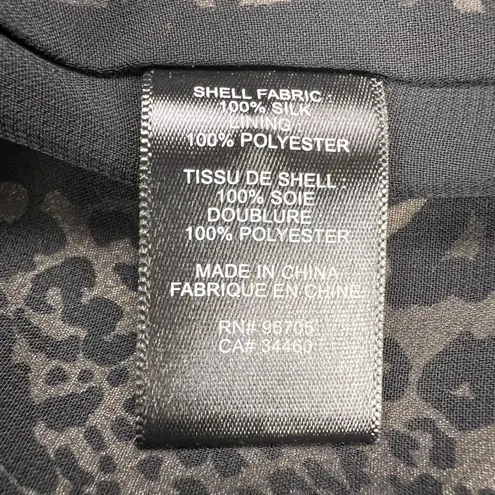 SHELL FABRIC :
100% SILK
LINING
100% POLYESTER
TISSU DE SHELL :
100% SOIE
DOUBLURE
100% POLYESTER
MADE IN CHINA
FABRIQUE EN CHINE
RN# 96705
CA# 34460